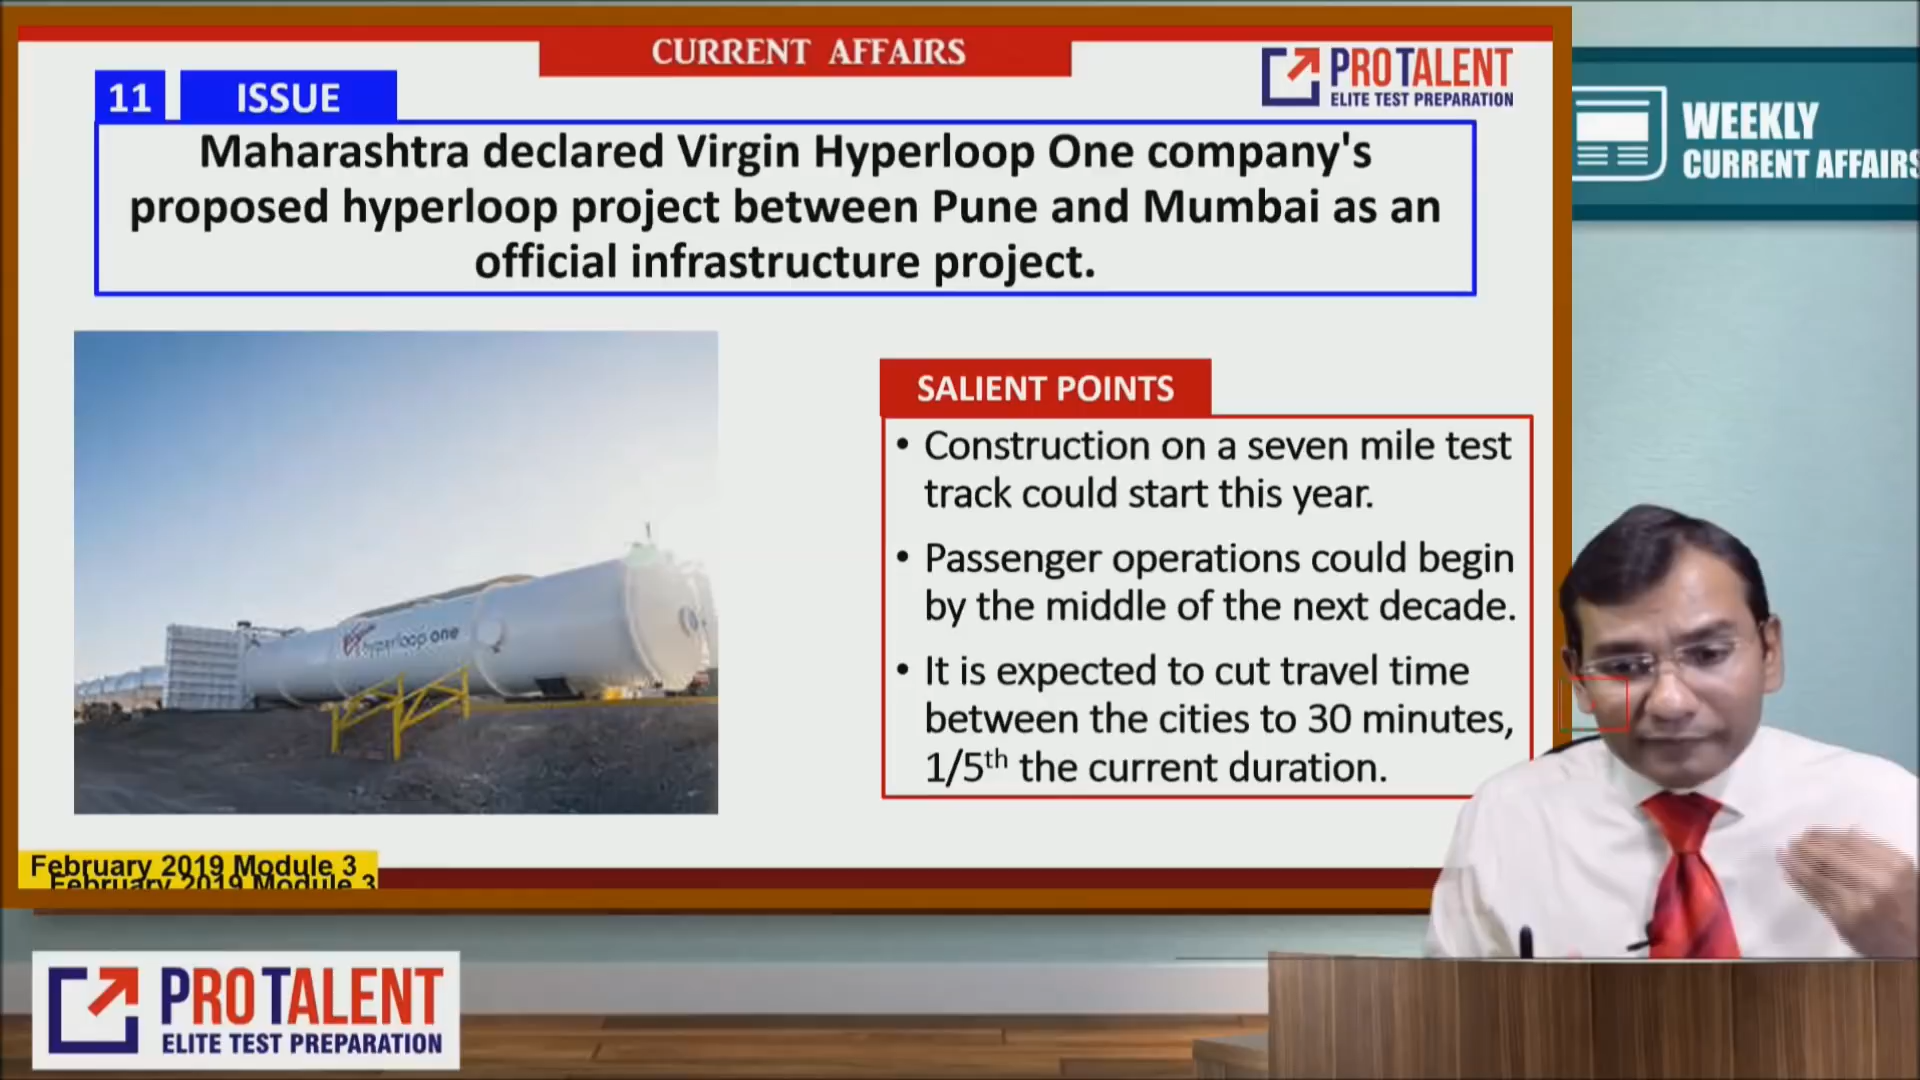 CURRENT AFFAIRS
PROTALENT
ELITE TEST PREPARATION
11 ISSUE
Maharashtra declared Virgin Hyperloop One company's
proposed hyperloop project between Pune and Mumbai as an
official infrastructure project.
WEEKLY
CURRENT AFFAIRS
hyperloop one
SALIENT POINTS
• Construction on a seven mile test
track could start this year.
• Passenger operations could begin
by the middle of the next decade.
• It is expected to cut travel time
between the cities to 30 minutes,
1/5th the current duration.
February 2019 Module 3
February 2019 Module 3
PROTALENT
ELITE TEST PREPARATION